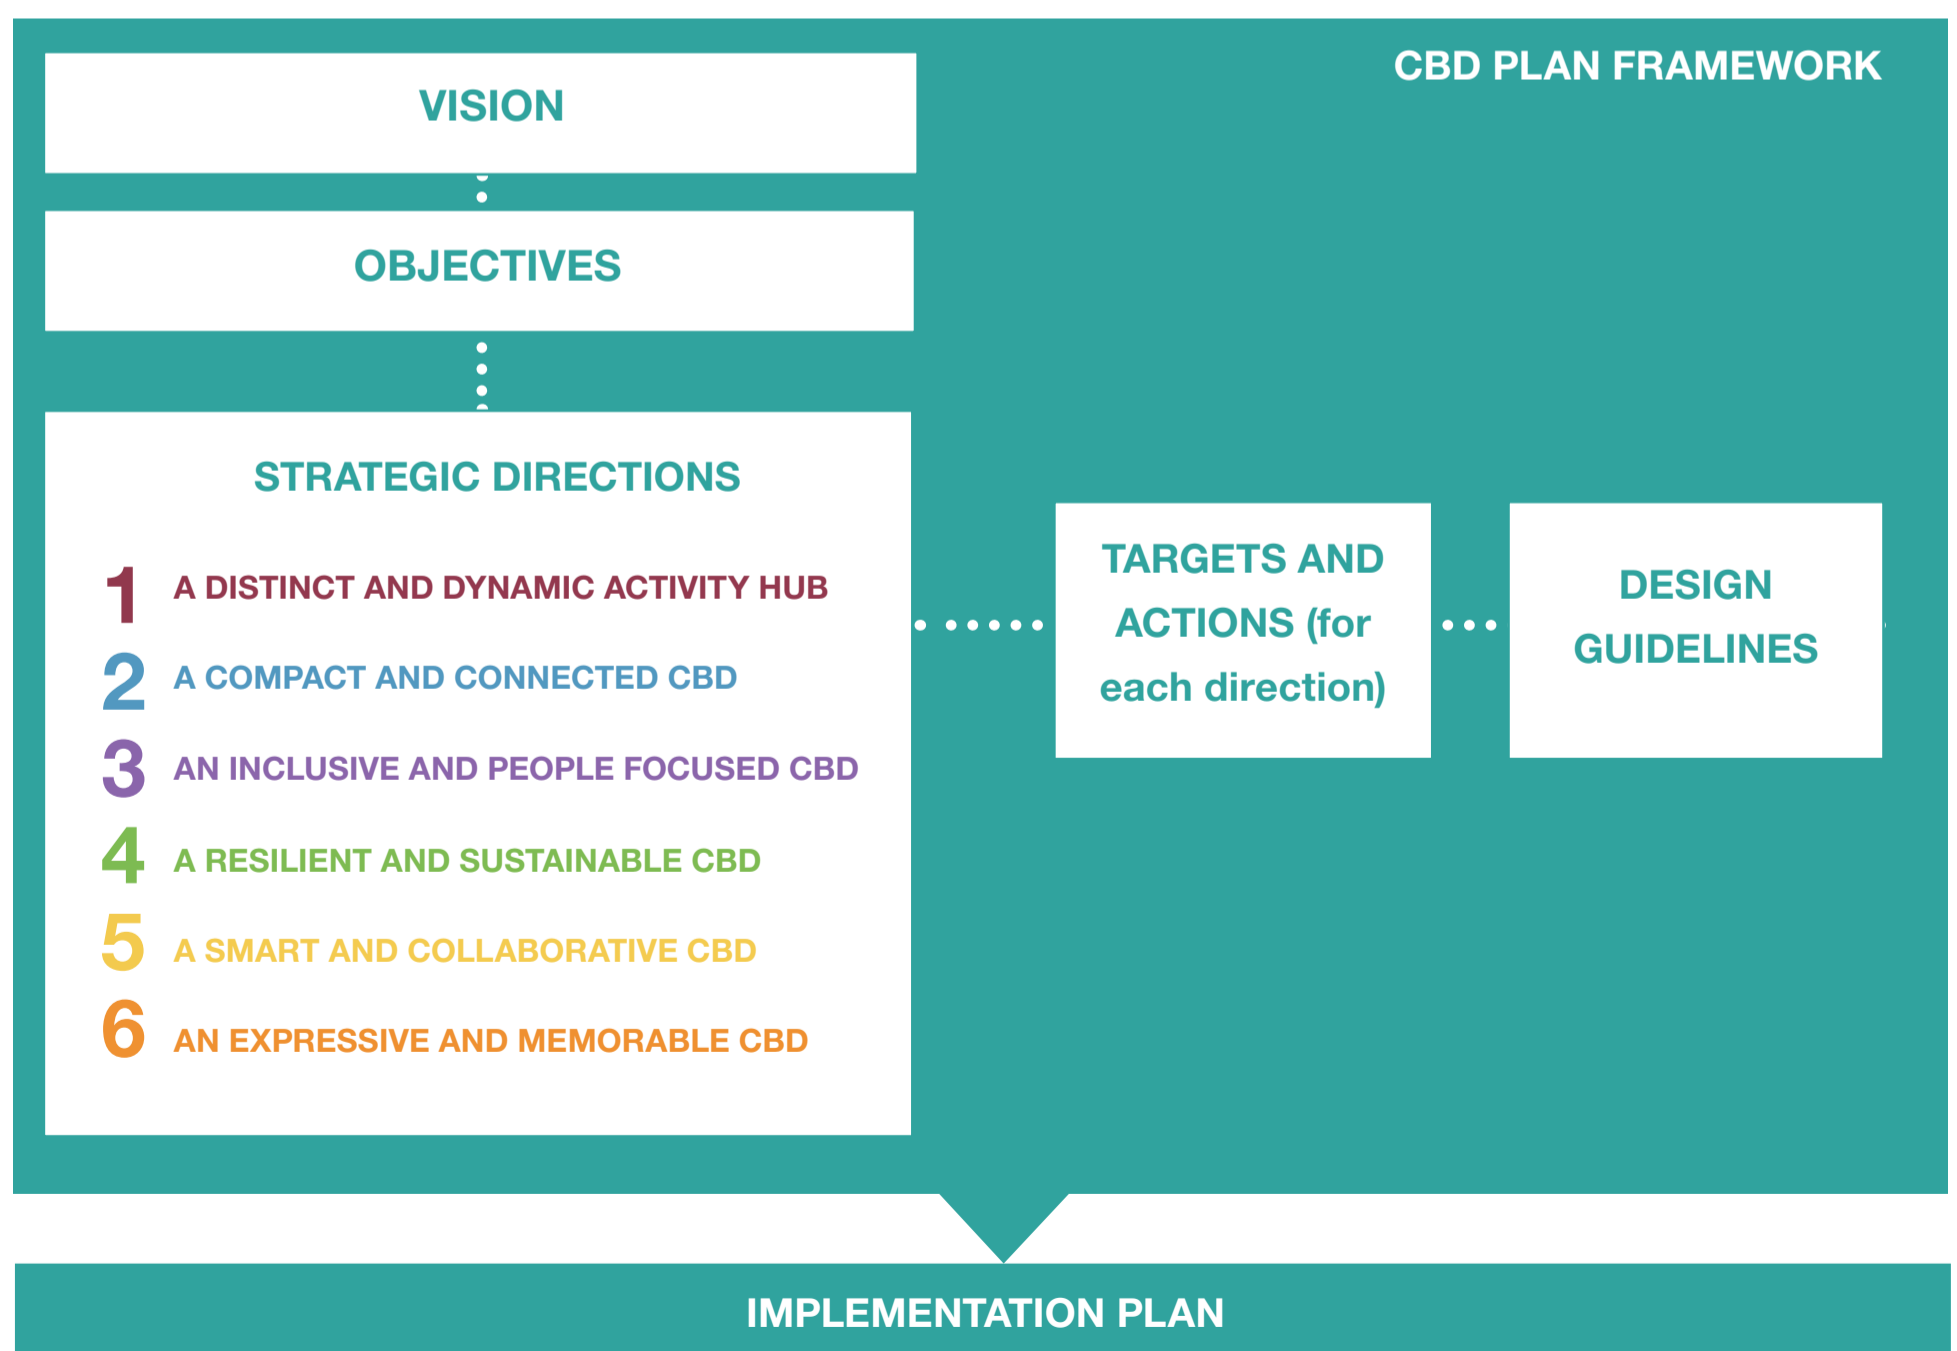 CBD PLAN FRAMEWORK
VISION
OBJECTIVES
STRATEGIC DIRECTIONS
1 A DISTINCT AND DYNAMIC ACTIVITY HUB
2 A COMPACT AND CONNECTED CBD
3 AN INCLUSIVE AND PEOPLE FOCUSED CBD
4 A RESILIENT AND SUSTAINABLE CBD
5 A SMART AND COLLABORATIVE CBD
6 AN EXPRESSIVE AND MEMORABLE CBD
TARGETS AND
ACTIONS (for
each direction)
DESIGN
GUIDELINES
IMPLEMENTATION PLAN